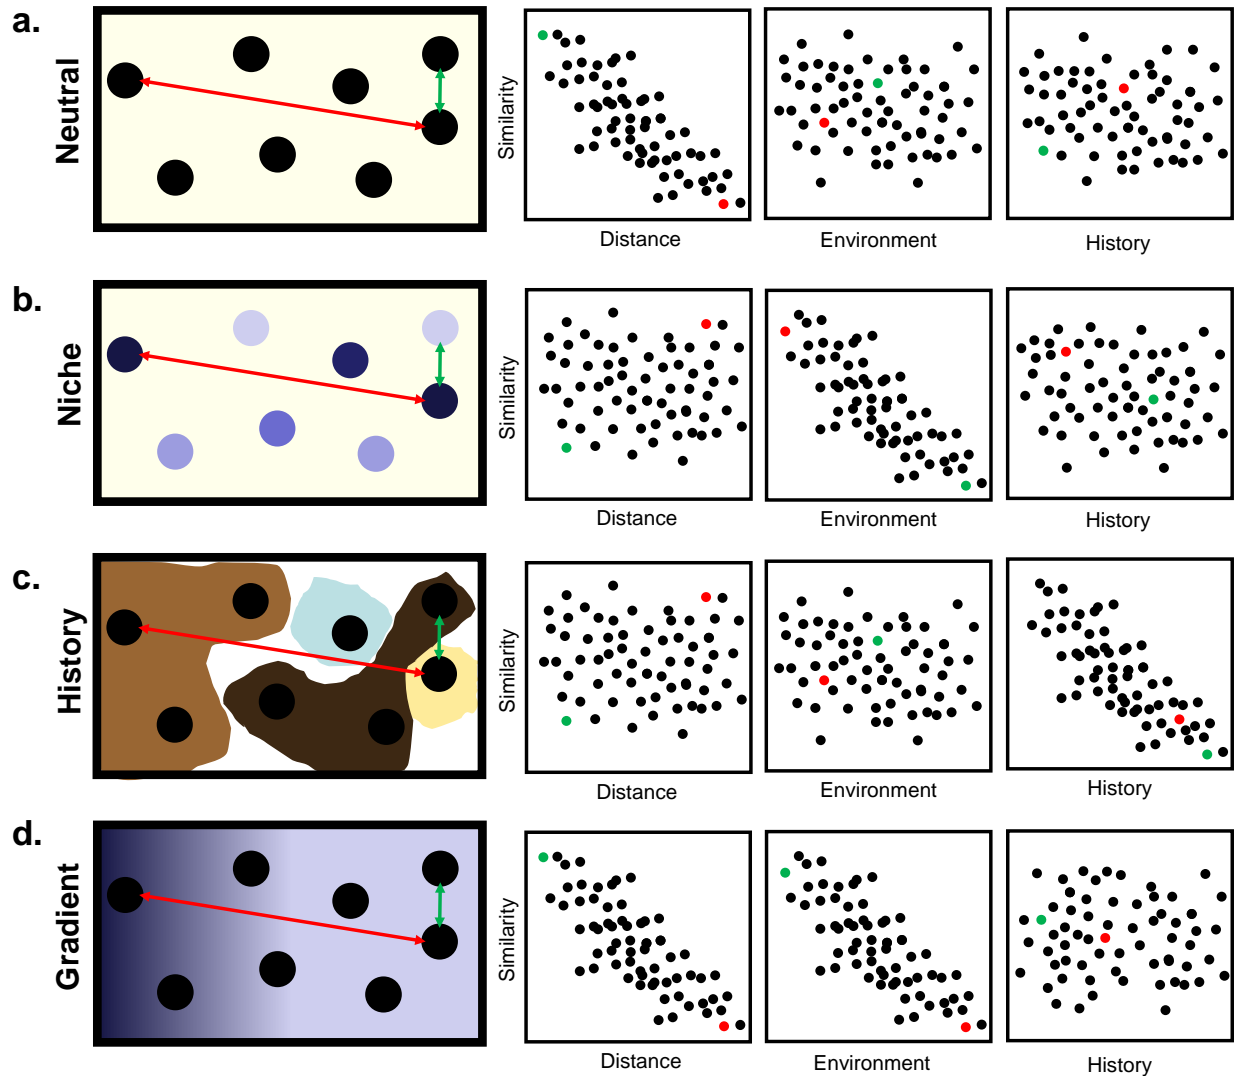 a.
Neutral
Similarity
Distance
Environment
History
b.
Niche
Similarity
Distance
Environment
History
c.
History
Similarity
Distance
Environment
History
d.
Gradient
Similarity
Distance
Environment
History